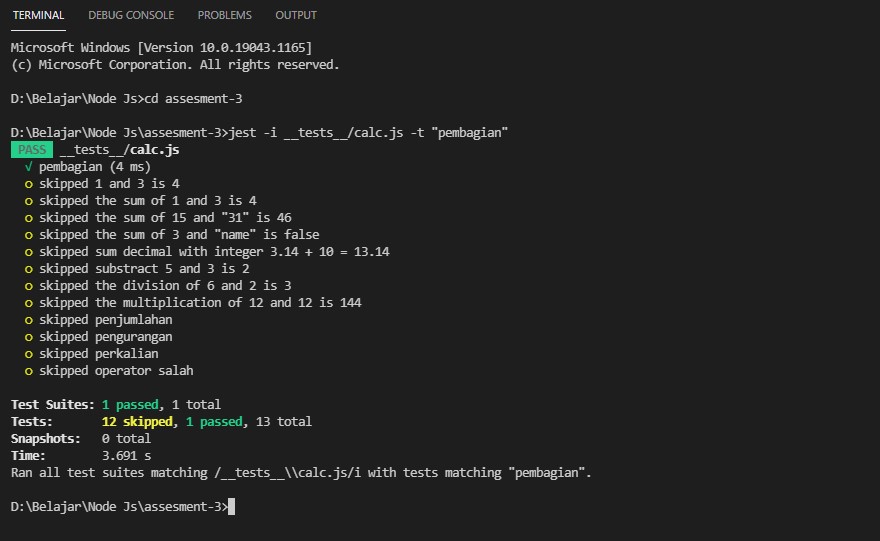 TERMINAL DEBUG CONSOLE PROBLEMS OUTPUT
Microsoft Windows [Version 10.0.19043.1165]
(c) Microsoft Corporation. All rights reserved.
D:\Belajar\Node Js>cd assesment-3
D:\Belajar\Node Js\assesment-3>jest -i __tests__/calc.js -t "pembagian"
PASS __tests__/calc.js
√ pembagian (4 ms)
o skipped 1 and 3 is 4
o skipped the sum of 1 and 3 is 4
o skipped the sum of 15 and "31" is 46
o skipped the sum of 3 and "name" is false
o skipped sum decimal with integer 3.14 + 10 = 13.14
o skipped substract 5 and 3 is 2
o skipped the division of 6 and 2 is 3
o skipped the multiplication of 12 and 12 is 144
o skipped penjumlahan
o skipped pengurangan
o skipped perkalian
o skipped operator salah
Test Suites: 1 passed, 1 total
Tests: 12 skipped, 1 passed, 13 total
Snapshots: 0 total
Time: 3.691 s
Ran all test suites matching /__tests__\\calc.js/i with tests matching "pembagian".
D:\Belajar\Node Js\assesment-3>